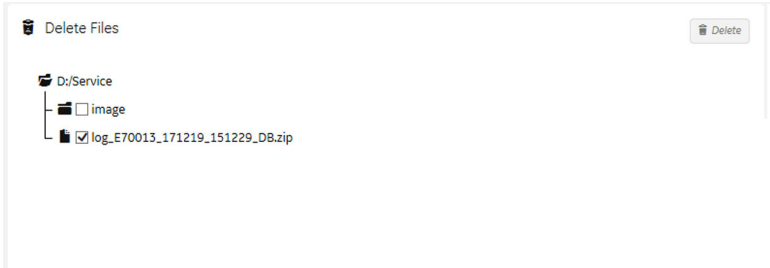 Delete Files
Delete
D:/Service
image
log_E70013_171219_151229_DB.zip